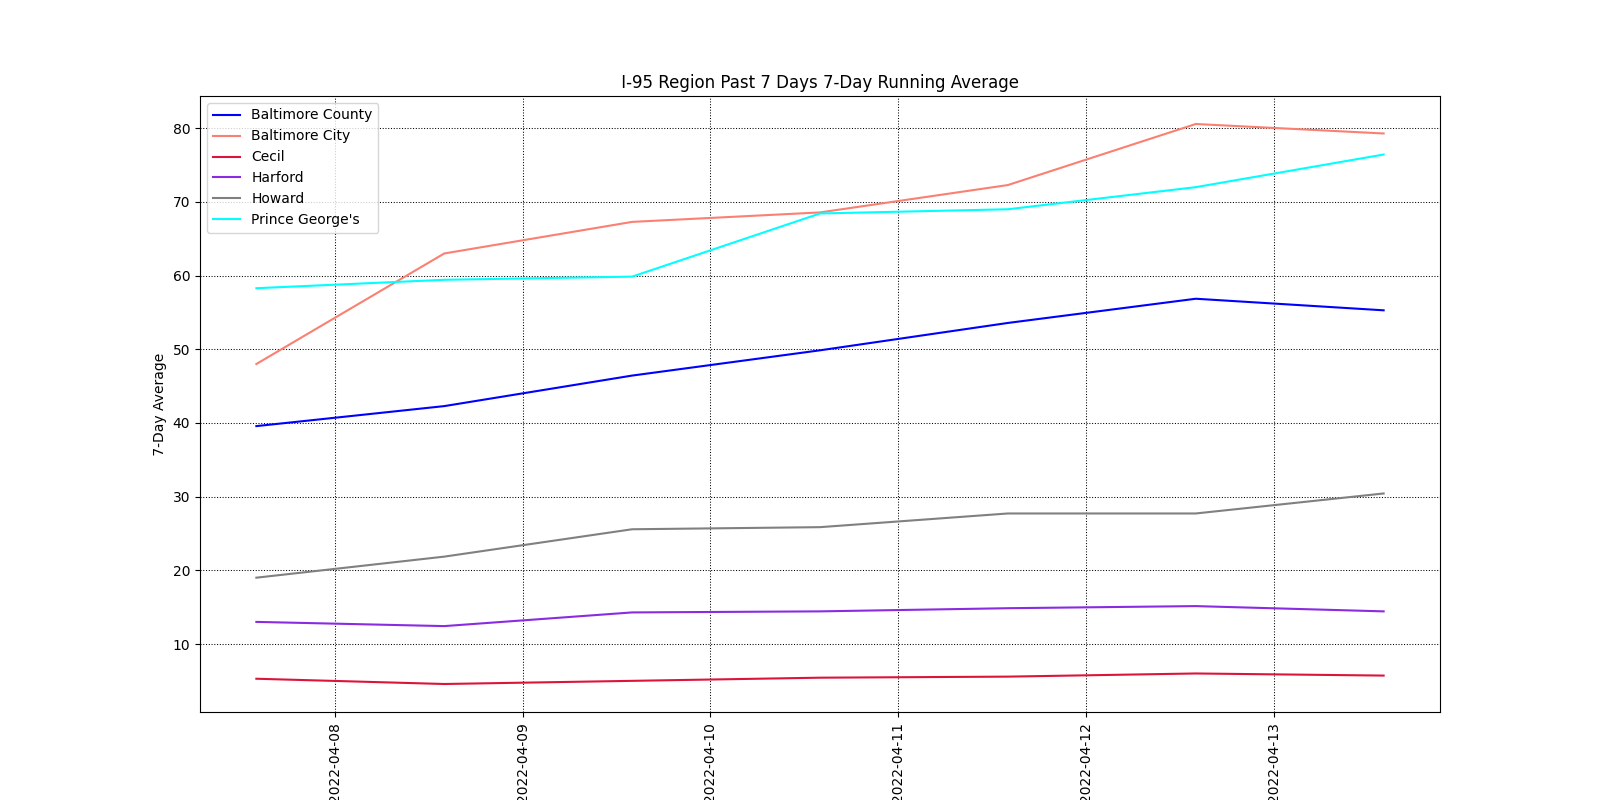 I-95 Region Past 7 Days 7-Day Running Average
Baltimore County
Baltimore City
Cecil
Harford
Howard
Prince George's
7-Day Average
80
70
60
50
40
30
20
10
2022-04-08
2022-04-09
2022-04-10
2022-04-11
2022-04-12
2022-04-13